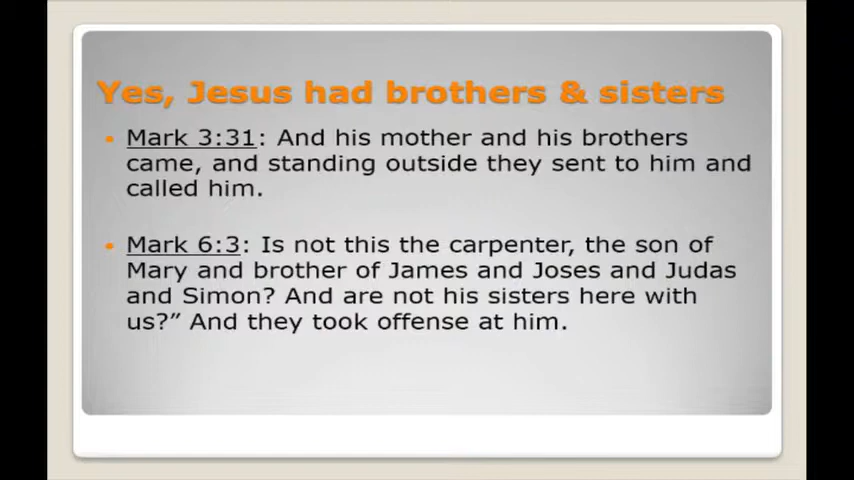 Yes, Jesus had brothers & sisters
Mark 3:31: And his mother and his brothers
came, and standing outside they sent to him and
called him.
Mark 6:3: Is not this the carpenter, the son of
Mary and brother of James and Joses and Judas
and Simon? And are not his sisters here with
us?” And they took offense at him.